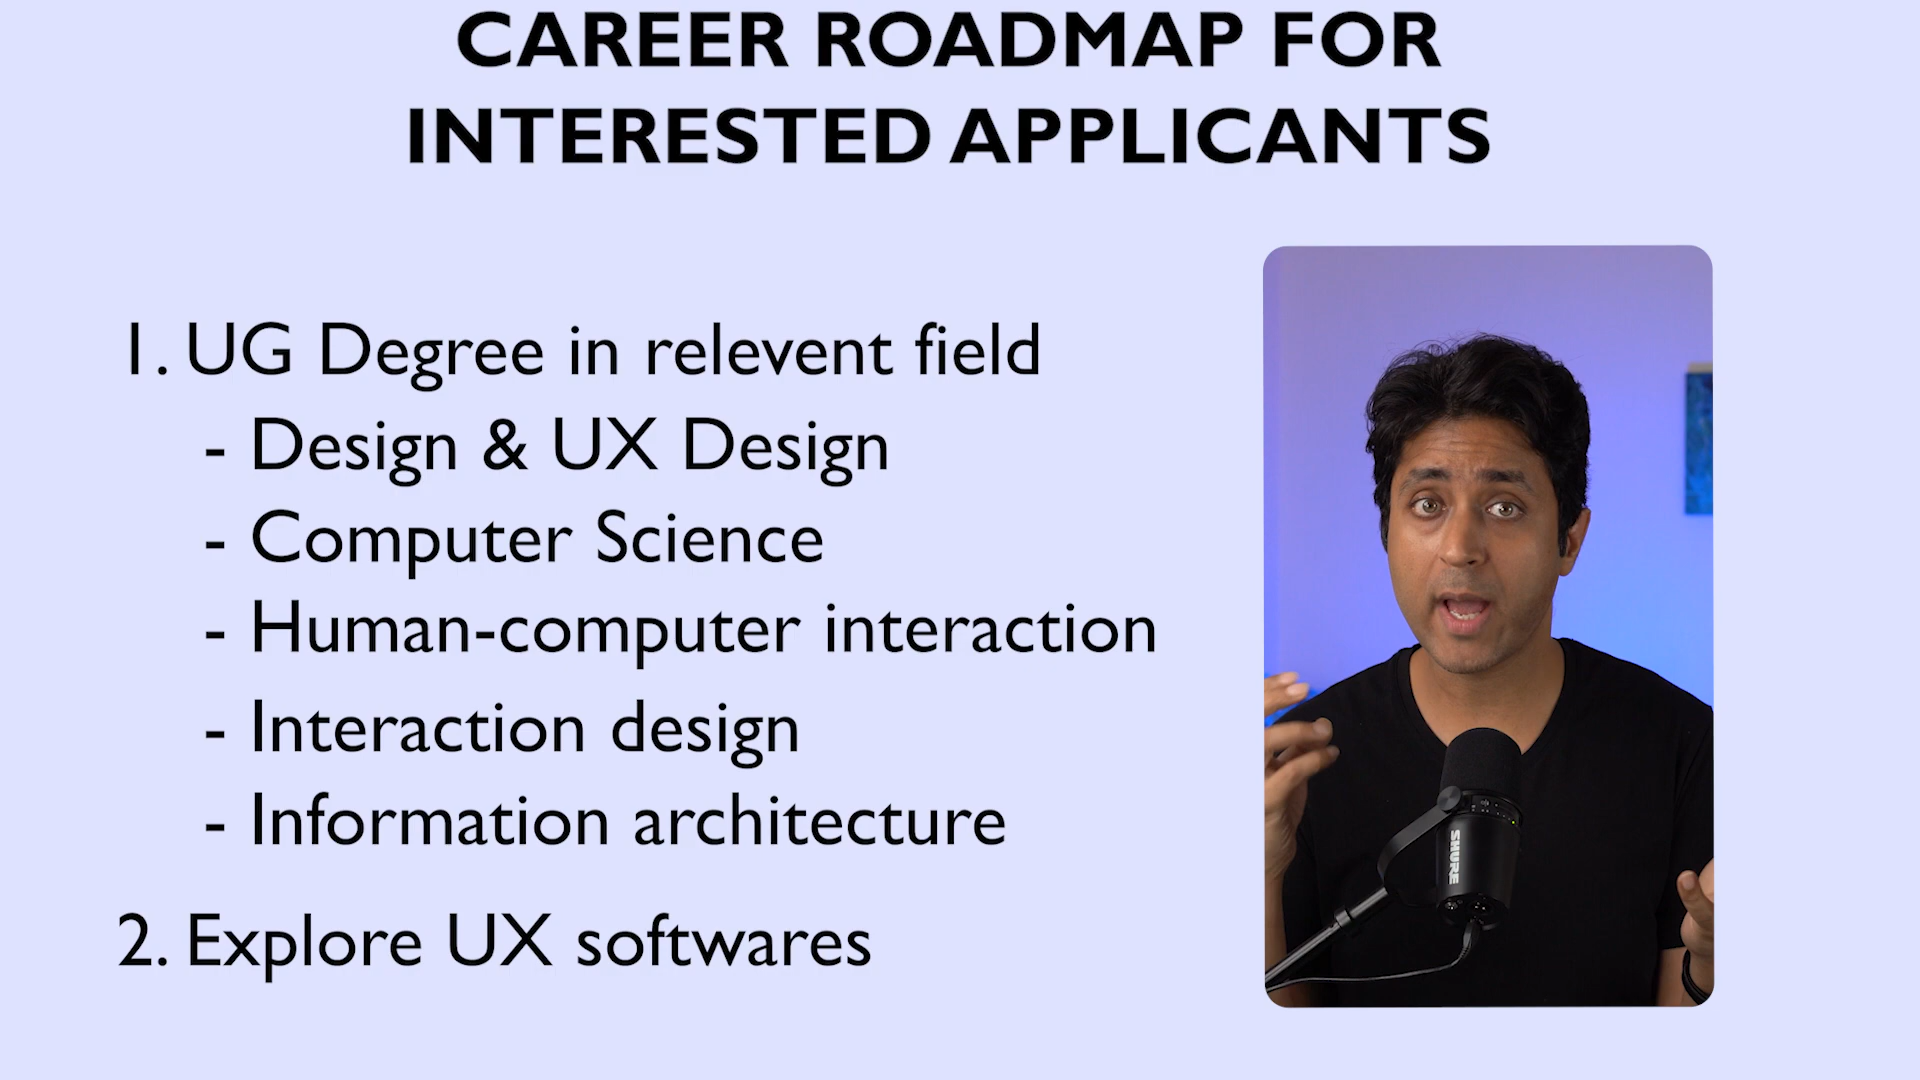 CAREER ROADMAP FOR
INTERESTED APPLICANTS
1. UG Degree in relevent field
- Design & UX Design
- Computer Science
- Human-computer interaction
- Interaction design
- Information architecture
2. Explore UX softwares
SHURE